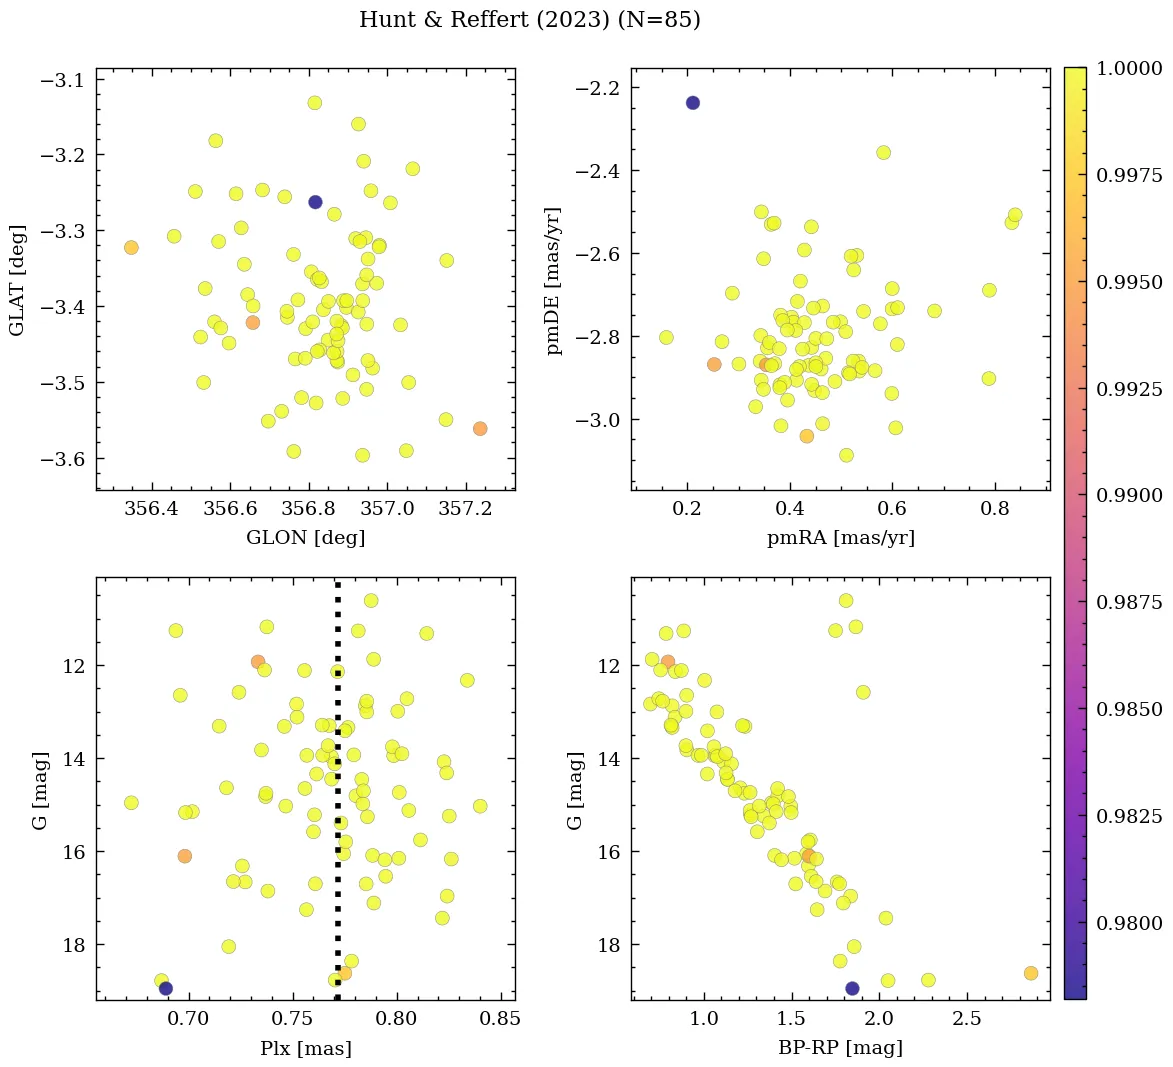 Hunt & Reffert (2023) (N=85)
−3.1
−3.2
−3.3
−3.4
−3.5
−3.6
GLAT [deg]
356.4 356.6 356.8 357.0 357.2
GLON [deg]
−2.2
−2.4
−2.6
−2.8
−3.0
pmDE [mas/yr]
0.2 0.4 0.6 0.8
pmRA [mas/yr]
1.0000
0.9975
0.9950
0.9925
0.9900
0.9875
0.9850
0.9825
0.9800
12
14
16
18
G [mag]
0.70 0.75 0.80 0.85
Plx [mas]
12
14
16
18
G [mag]
1.0 1.5 2.0 2.5
BP-RP [mag]